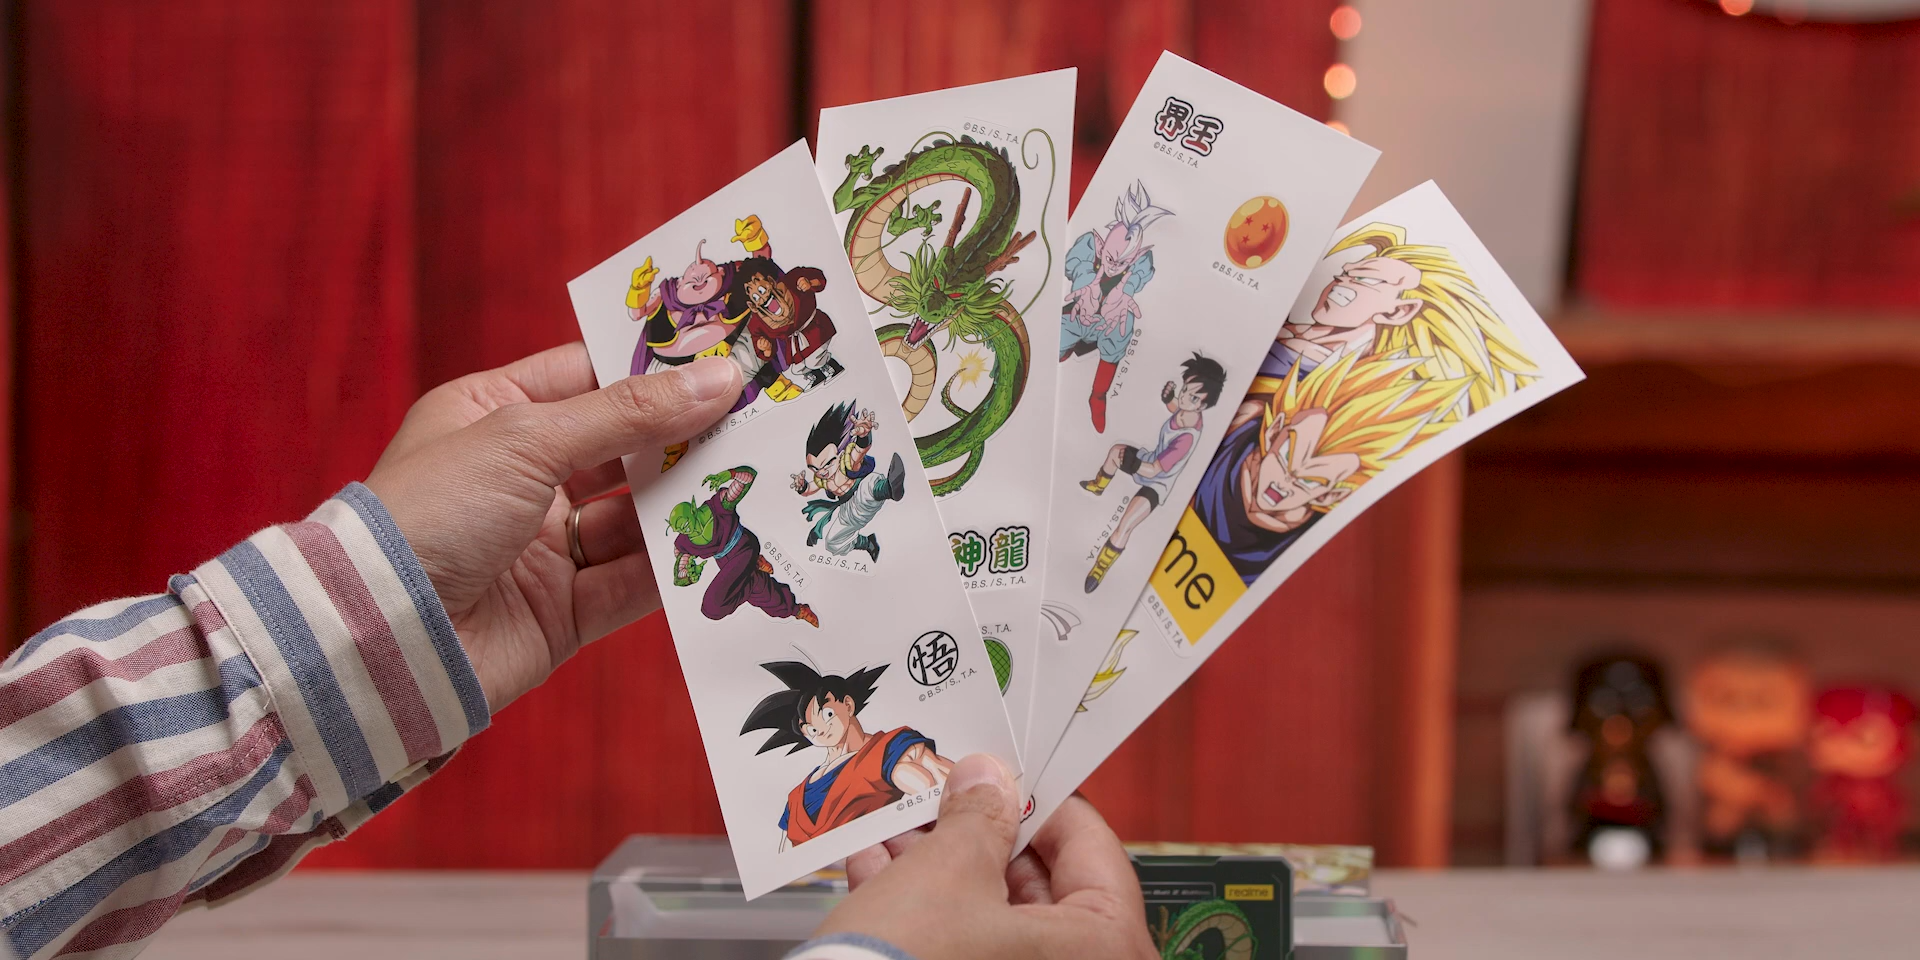 ©B.S./S., T.A.
©B.S./S., T.A.
©B.S./S., T.A.
悟
©B.S./S., T.A.
©B.S./S.
©B.S./S., T.A.
神龍
©B.S./S., T.A.
S., T.A.
界王
©B.S./S., T.A.
©B.S./S., T.A.
©B.S./S., T.A.
©B.S./S., T.A.
me
©B.S./S., T.A.
realme